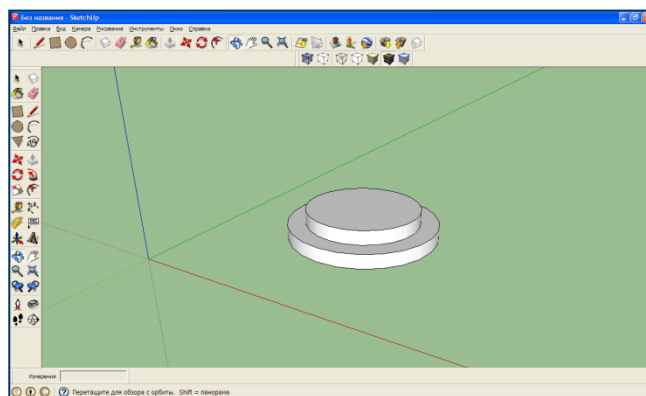 Без названия - SketchUp
Файл Правка Вид Камера Рисование Инструменты Окно Справка
Измерения
Перетащите для обзора с орбиты. Shift = панорама